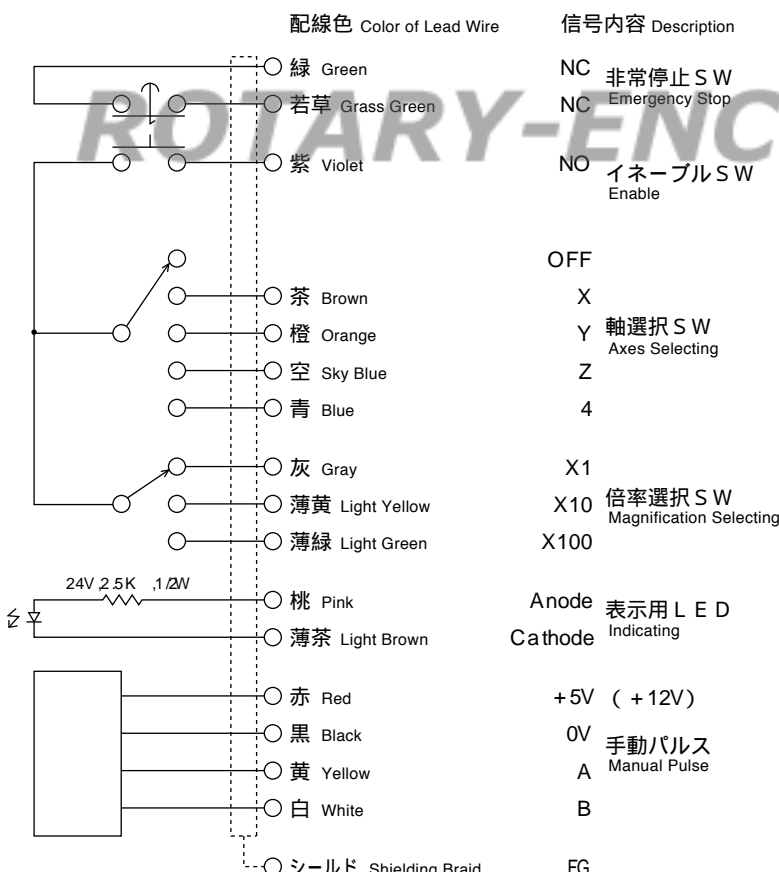 配線色 Color of Lead Wire 信号内容 Description
緑 Green NC 非常停止ＳＷ
Emergency Stop
若草 Grass Green NC
ROTARY-ENC
紫 Violet NO イネーブルＳＷ
Enable
OFF
茶 Brown X
橙 Orange Y 軸選択ＳＷ
Axes Selecting
空 Sky Blue Z
青 Blue 4
灰 Gray X1
薄黄 Light Yellow X10 倍率選択ＳＷ
Magnification Selecting
薄緑 Light Green X100
24V,2.5K ,1/2W
桃 Pink Anode 表示用ＬＥＤ
Indicating
薄茶 Light Brown Cathode
赤 Red +5V （+12V）
黒 Black 0V 手動パルス
Manual Pulse
黄 Yellow A
白 White B
シールド Shielding Braid FG